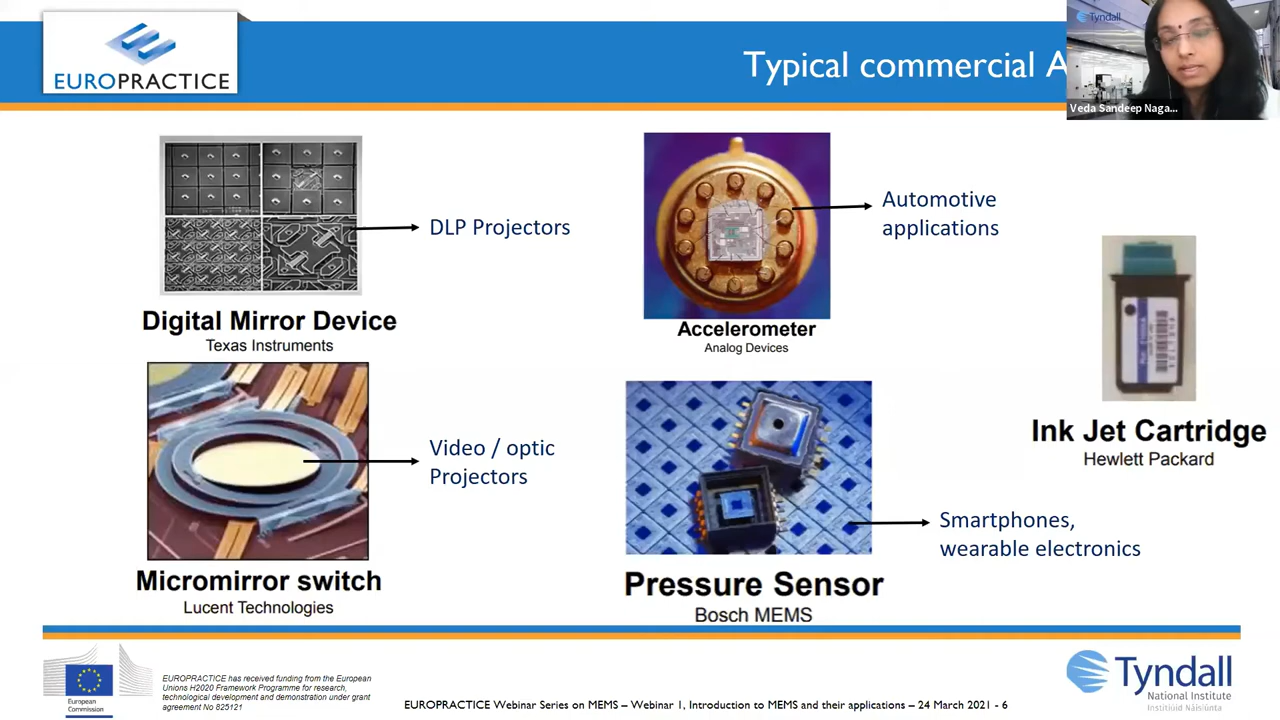 EUROPRACTICE
Typical commercial A
Tyndall
Veda Sandeep Naga...
DLP Projectors
Digital Mirror Device
Texas Instruments
Automotive
applications
Accelerometer
Analog Devices
Video / optic
Projectors
Micromirror switch
Lucent Technologies
Smartphones,
wearable electronics
Pressure Sensor
Bosch MEMS
Ink Jet Cartridge
Hewlett Packard
European
Commission
EUROPRACTICE has received funding from the European
Unions H2020 Framework Programme for research,
technological development and demonstration under grant
agreement No 825121
EUROPRACTICE Webinar Series on MEMS – Webinar 1, Introduction to MEMS and their applications – 24 March 2021 - 6
Tyndall
National Institute
Institiúid Náisiúnta